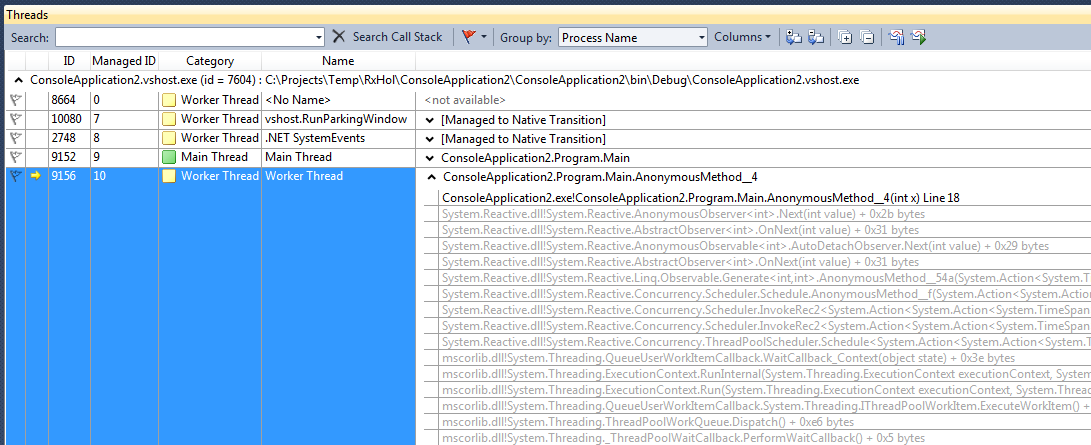 Threads
Search: Search Call Stack Group by: Process Name Columns
ID Managed ID Category Name
ConsoleApplication2.vshost.exe (id = 7604) : C:\Projects\Temp\RxHol\ConsoleApplication2\ConsoleApplication2\bin\Debug\ConsoleApplication2.vshost.exe
8664 0 Worker Thread <No Name> <not available>
10080 7 Worker Thread vshost.RunParkingWindow [Managed to Native Transition]
2748 8 Worker Thread .NET SystemEvents [Managed to Native Transition]
9152 9 Main Thread Main Thread ConsoleApplication2.Program.Main
9156 10 Worker Thread Worker Thread ConsoleApplication2.Program.Main.AnonymousMethod__4
ConsoleApplication2.exe!ConsoleApplication2.Program.Main.AnonymousMethod__4(int x) Line 18
System.Reactive.dll!System.Reactive.AnonymousObserver<int>.Next(int value) + 0x2b bytes
System.Reactive.dll!System.Reactive.AbstractObserver<int>.OnNext(int value) + 0x31 bytes
System.Reactive.dll!System.Reactive.AnonymousObservable<int>.AutoDetachObserver.Next(int value) + 0x29 bytes
System.Reactive.dll!System.Reactive.AbstractObserver<int>.OnNext(int value) + 0x31 bytes
System.Reactive.dll!System.Reactive.Linq.Observable.Generate<int,int>.AnonymousMethod__54a(System.Action<System.T
System.Reactive.dll!System.Reactive.Concurrency.Scheduler.Schedule.AnonymousMethod__f(System.Action<System.Action
System.Reactive.dll!System.Reactive.Concurrency.Scheduler.InvokeRec2<System.Action<System.Action<System.TimeSpan
System.Reactive.dll!System.Reactive.Concurrency.Scheduler.InvokeRec2<System.Action<System.Action<System.TimeSpan
System.Reactive.dll!System.Reactive.Concurrency.ThreadPoolScheduler.Schedule<System.Action<System.Action<System.T
mscorlib.dll!System.Threading.QueueUserWorkItemCallback.WaitCallback_Context(object state) + 0x3e bytes
mscorlib.dll!System.Threading.ExecutionContext.RunInternal(System.Threading.ExecutionContext executionContext, System
mscorlib.dll!System.Threading.ExecutionContext.Run(System.Threading.ExecutionContext executionContext, System.Thread
mscorlib.dll!System.Threading.QueueUserWorkItemCallback.System.Threading.IThreadPoolWorkItem.ExecuteWorkItem() +
mscorlib.dll!System.Threading.ThreadPoolWorkQueue.Dispatch() + 0xe6 bytes
mscorlib.dll!System.Threading._ThreadPoolWaitCallback.PerformWaitCallback() + 0x5 bytes